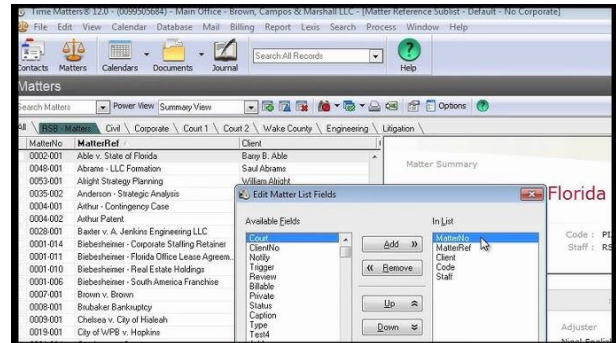 Time Matters® 12.0 - (0099505684) - Main Office - Brown, Campos & Marshall LLC - [Matter Reference Sublist - Default - No Corporate]
File Edit View Calendar Database Mail Billing Report Lexis Search Process Window Help
Search All Records
Contacts Matters Calendars Documents Journal Help
Matters
Search Matters Power View Summary View Options
All RSB - Matters Civil Corporate Court 1 Court 2 Wake County Engineering Litigation
MatterNo MatterRef Client
0002-001 Able v. State of Florida Barry B. Able
0048-001 Abrams - LLC Formation Saul Abrams
0053-001 Alright Strategy Planning William Alright
0035-002 Anderson - Strategic Analysis
0004-001 Arthur - Contingency Case
0004-002 Arthur Patent
0028-001 Baxter v. A. Jenkins Engineering LLC
0001-014 Biebesheimer - Corporate Stalling Retainer
0001-011 Biebesheimer - Florida Office Lease Agreem..
0001-010 Biebesheimer - Real Estate Holdings
0001-006 Biebesheimer - South America Franchise
0007-001 Brown v. Brown
0008-001 Brubaker Bankruptcy
0009-001 Chelsea v. City of Hialeah
0019-001 City of WPB v. Hopkins
Matter Summary
Florida
Code : PI
Staff : RS
Adjuster
Edit Matter List Fields
Available Fields
Court
ClientNo
Notify
Trigger
Review
Billable
Private
Status
Caption
Type
Test4
Add
Remove
Up
Down
In List
MatterNo
MatterRef
Client
Code
Staff